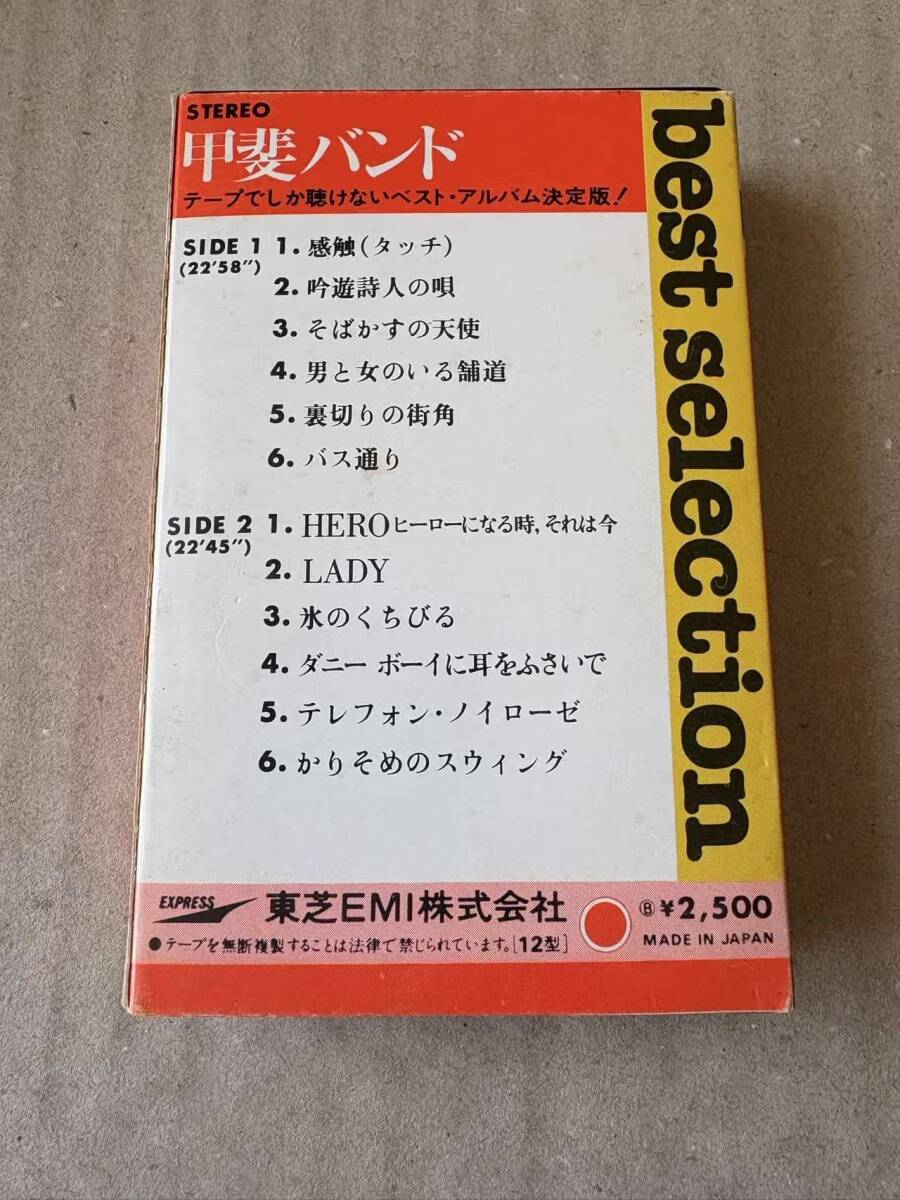 STEREO
甲斐バンド
テープでしか聴けないベスト・アルバム決定版!
best selection
SIDE 1 1. 感触(タッチ)
(22'58")
2. 吟遊詩人の唄
3. そばかすの天使
4. 男と女のいる舗道
5. 裏切りの街角
6. バス通り
SIDE 2 1. HEROヒーローになる時,それは今
(22'45")
2. LADY
3. 氷のくちびる
4. ダニー ボーイに耳をふさいで
5. テレフォン・ノイローゼ
6. かりそめのスウィング
EXPRESS 東芝EMI株式会社 Ⓑ ¥2,500
●テープを無断複製することは法律で禁じられています。[12型] MADE IN JAPAN